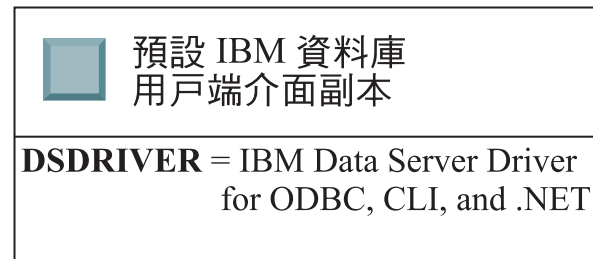 預設 IBM 資料庫
用戶端介面副本
DSDRIVER = IBM Data Server Driver
for ODBC, CLI, and .NET